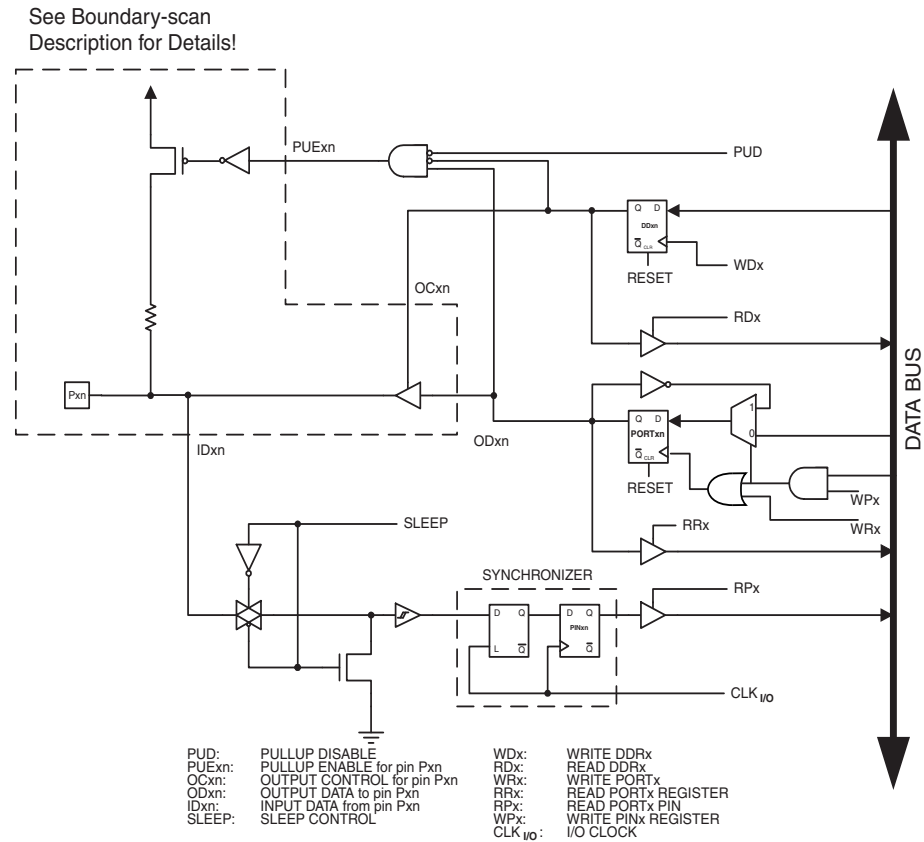 See Boundary-scan
Description for Details!
PUExn
PUD
Q D
DDxn
Q CLR
RESET
WDx
OCxn
RDx
Pxn
1
Q D
PORTxn
0
ODxn
Q CLR
IDxn
RESET
WPx
WRx
DATA BUS
SLEEP
RRx
SYNCHRONIZER
RPx
D Q
D Q
PINxn
L Q
Q
CLK I/O
PUD: PULLUP DISABLE
PUExn: PULLUP ENABLE for pin Pxn
OCxn: OUTPUT CONTROL for pin Pxn
ODxn: OUTPUT DATA to pin Pxn
IDxn: INPUT DATA from pin Pxn
SLEEP: SLEEP CONTROL
WDx: WRITE DDRx
RDx: READ DDRx
WRx: WRITE PORTx
RRx: READ PORTx REGISTER
RPx: READ PORTx PIN
WPx: WRITE PINx REGISTER
CLK I/O: I/O CLOCK